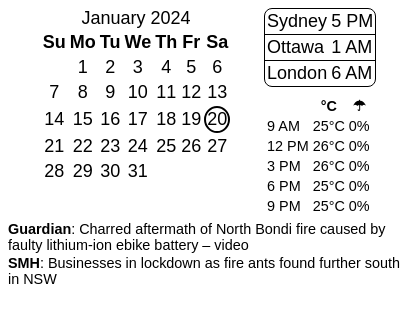 January 2024
Su Mo Tu We Th Fr Sa
1 2 3 4 5 6
7 8 9 10 11 12 13
14 15 16 17 18 19 20
21 22 23 24 25 26 27
28 29 30 31
Sydney 5 PM
Ottawa 1 AM
London 6 AM
°C ☂
9 AM 25°C 0%
12 PM 26°C 0%
3 PM 26°C 0%
6 PM 25°C 0%
9 PM 25°C 0%
Guardian: Charred aftermath of North Bondi fire caused by
faulty lithium-ion ebike battery – video
SMH: Businesses in lockdown as fire ants found further south
in NSW